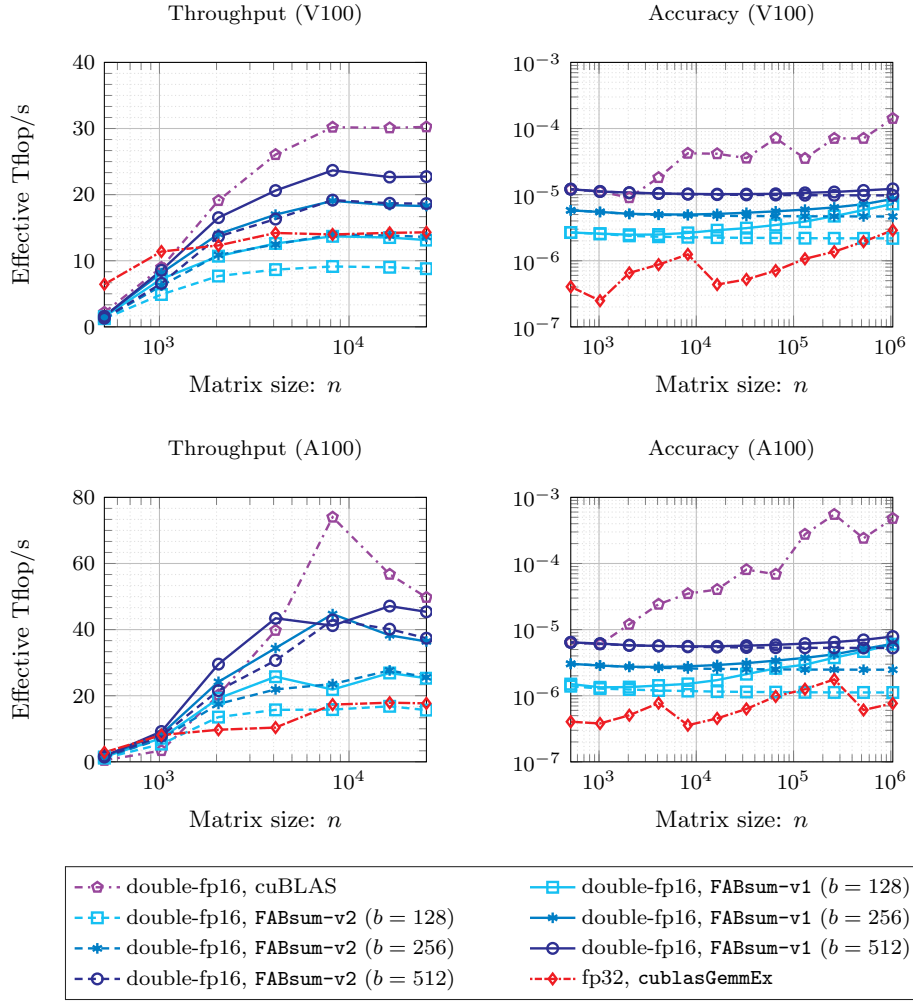 Throughput (V100)
Accuracy (V100)
Effective Tflop/s
40
30
20
10
0
10^3
10^4
Matrix size: n
10^−3
10^−4
10^−5
10^−6
10^−7
10^3
10^4
10^5
10^6
Matrix size: n
Throughput (A100)
Accuracy (A100)
Effective Tflop/s
80
60
40
20
0
10^3
10^4
Matrix size: n
10^−3
10^−4
10^−5
10^−6
10^−7
10^3
10^4
10^5
10^6
Matrix size: n
double-fp16, cuBLAS
double-fp16, FABsum-v1 (b = 128)
double-fp16, FABsum-v2 (b = 128)
double-fp16, FABsum-v1 (b = 256)
double-fp16, FABsum-v2 (b = 256)
double-fp16, FABsum-v1 (b = 512)
double-fp16, FABsum-v2 (b = 512)
fp32, cublasGemmEx